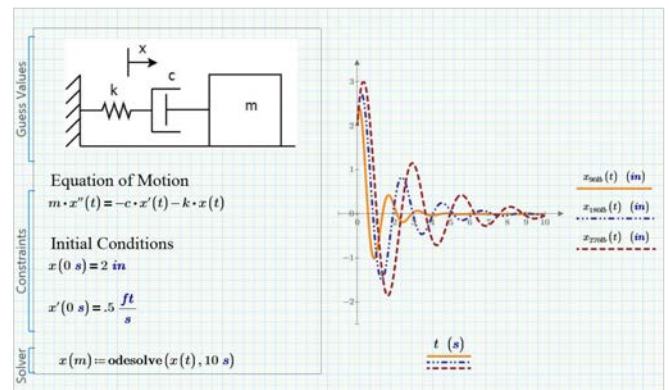 Guess Values
x
k
c
m
Equation of Motion
m·x''(t)=-c·x'(t)-k·x(t)
Constraints
Initial Conditions
x(0 s)=2 in
x'(0 s)=.5 ft/s
Solver
x(m):=odesolve(x(t),10 s)
3
2
1
0
-1
-2
0 1 2 3 4 5 6 7 8 9 10
x90lb(t) (in)
x180lb(t) (in)
x270lb(t) (in)
t (s)